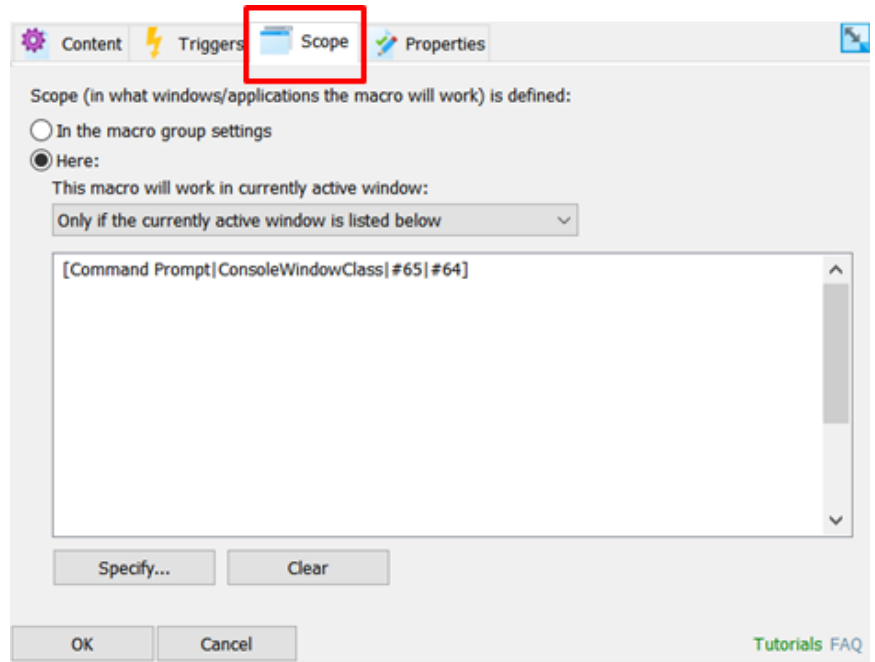 Content Triggers Scope Properties
Scope (in what windows/applications the macro will work) is defined:
In the macro group settings
Here:
This macro will work in currently active window:
Only if the currently active window is listed below
[Command Prompt|ConsoleWindowClass|#65|#64]
Specify... Clear
OK Cancel Tutorials FAQ